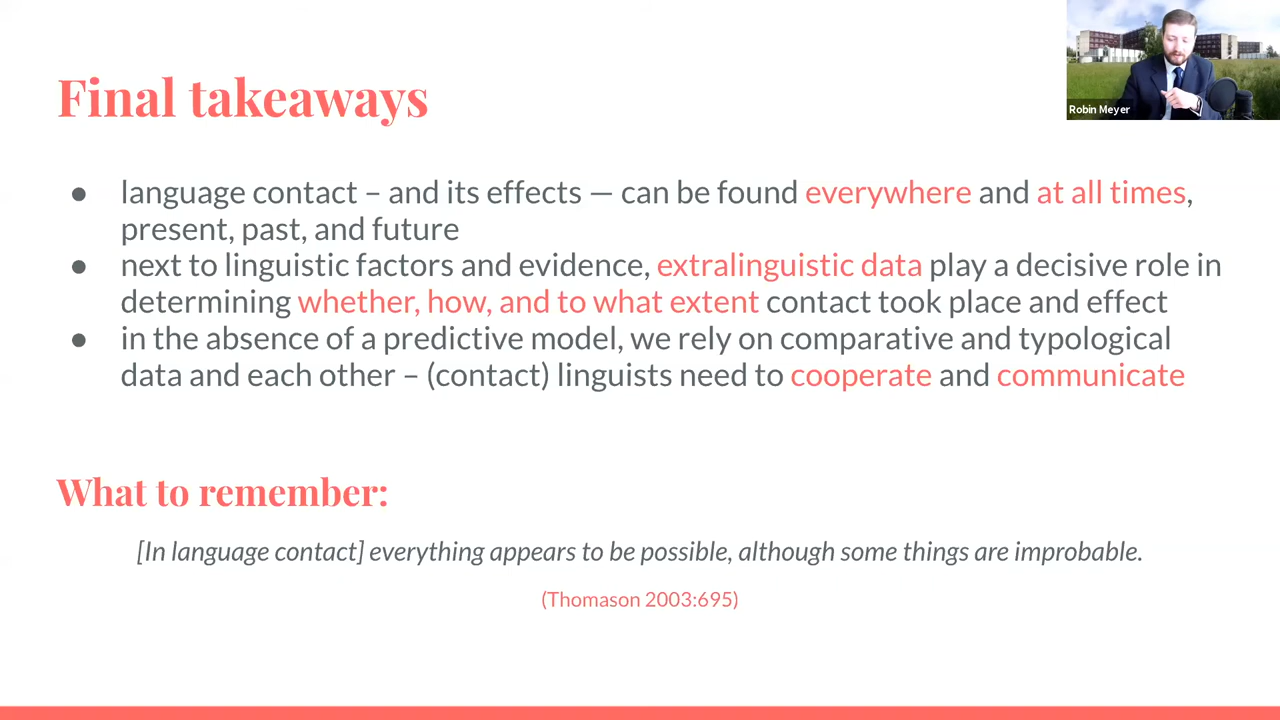 Robin Meyer
Final takeaways
● language contact – and its effects — can be found everywhere and at all times,
present, past, and future
● next to linguistic factors and evidence, extralinguistic data play a decisive role in
determining whether, how, and to what extent contact took place and effect
● in the absence of a predictive model, we rely on comparative and typological
data and each other – (contact) linguists need to cooperate and communicate
What to remember:
[In language contact] everything appears to be possible, although some things are improbable.
(Thomason 2003:695)